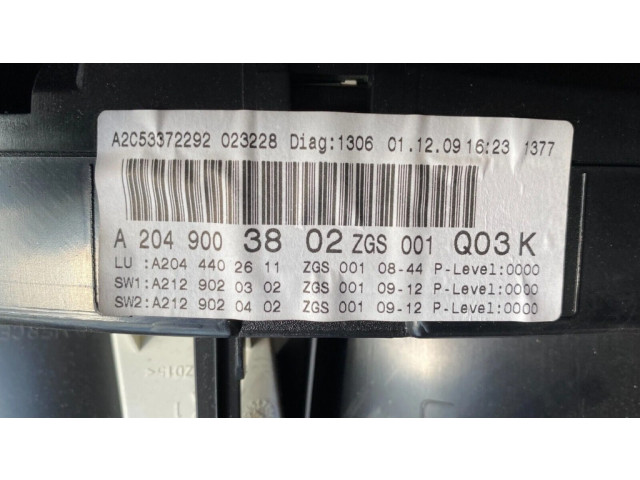 A2C53372292 023228 Diag:1306 01.12.09 16:23 1377
A 204 900 38 02 ZGS 001 Q03 K
LU :A204 440 26 11 ZGS 001 08-44 P-Level:0000
SW1:A212 902 03 02 ZGS 001 09-12 P-Level:0000
SW2:A212 902 04 02 ZGS 001 09-12 P-Level:0000